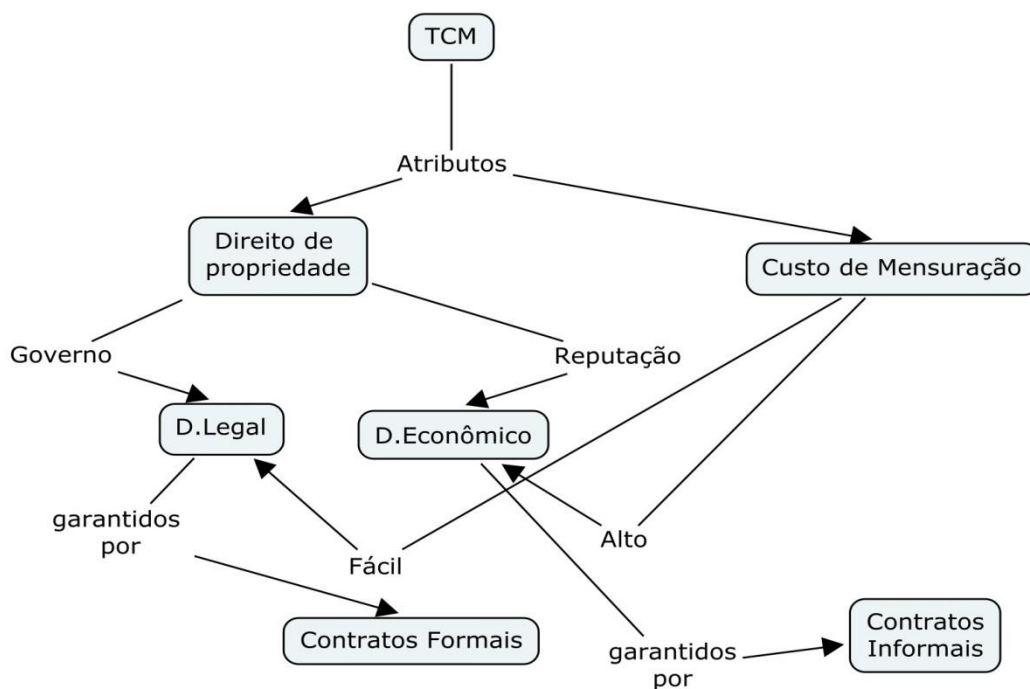 TCM
Atributos
Direito de
propriedade
Custo de Mensuração
Governo
Reputação
D.Legal
D.Econômico
garantidos
por
Fácil
Alto
Contratos Formais
garantidos
por
Contratos
Informais